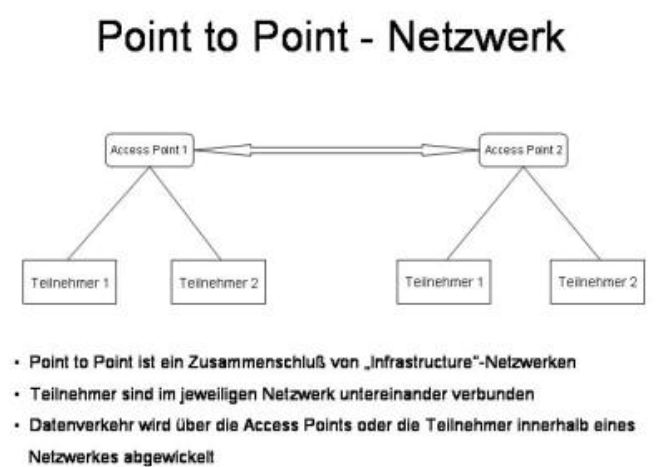 Point to Point - Netzwerk
Access Point 1
Access Point 2
Teilnehmer 1
Teilnehmer 2
Teilnehmer 1
Teilnehmer 2
• Point to Point ist ein Zusammenschluß von „Infrastructure“-Netzwerken
• Teilnehmer sind im jeweiligen Netzwerk untereinander verbunden
• Datenverkehr wird über die Access Points oder die Teilnehmer innerhalb eines
Netzwerkes abgewickelt